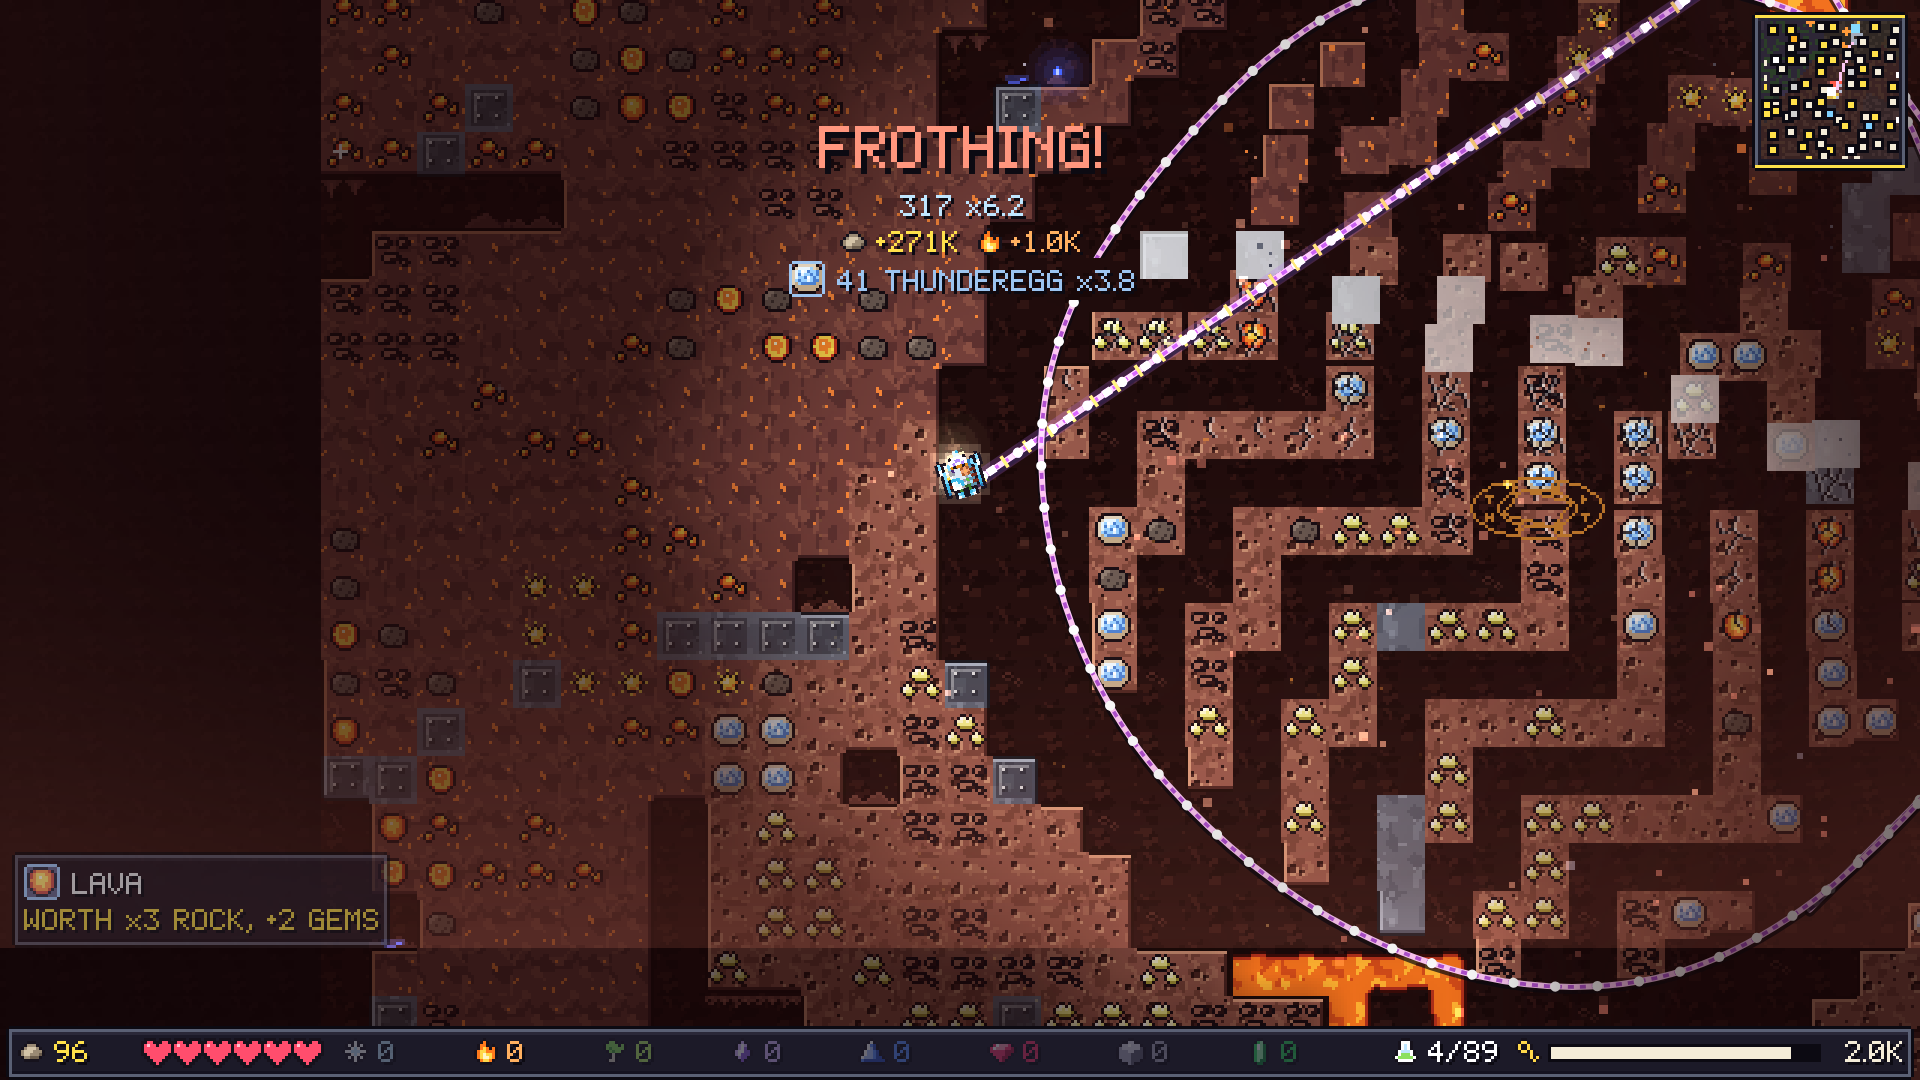 FROTHING!
317 x6.2
+271K +1.0K
41 THUNDEREGG x3.8
LAVA
WORTH x3 ROCK, +2 GEMS
96 0 0 0 0 0 0 0 0 4/89 2.0K